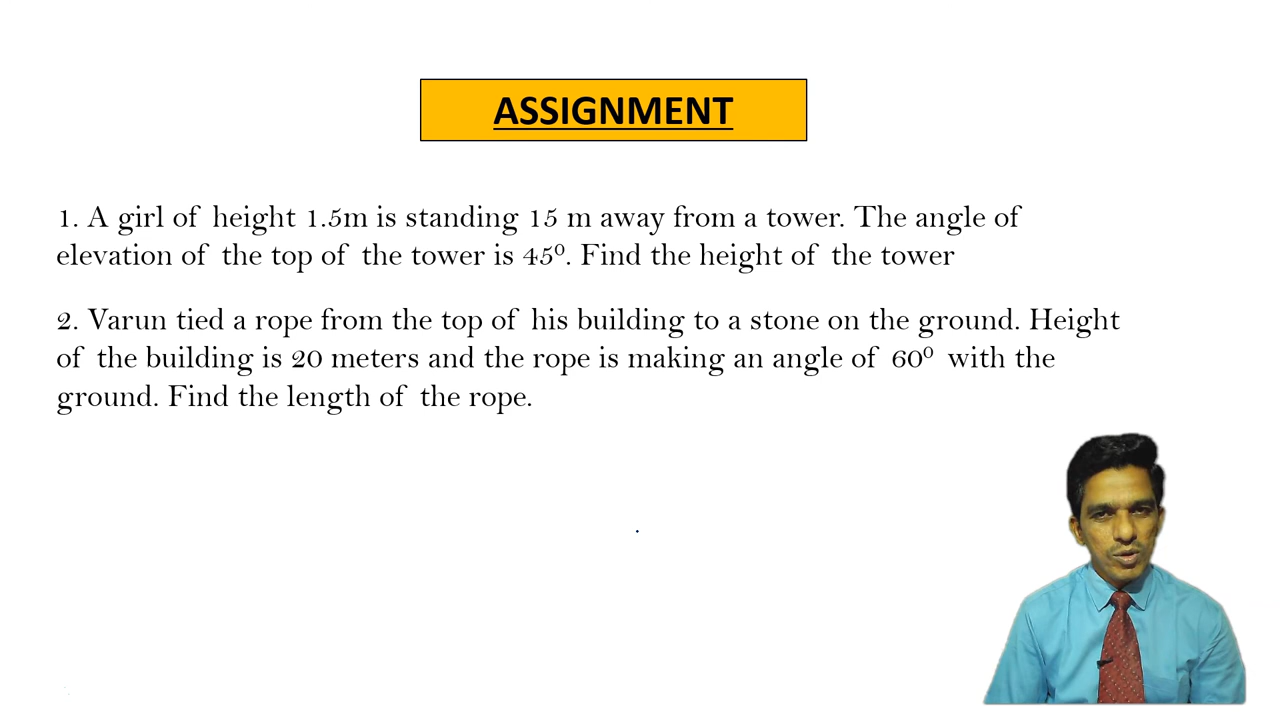 ASSIGNMENT
1. A girl of height 1.5m is standing 15 m away from a tower. The angle of
elevation of the top of the tower is 45⁰. Find the height of the tower
2. Varun tied a rope from the top of his building to a stone on the ground. Height
of the building is 20 meters and the rope is making an angle of 60⁰ with the
ground. Find the length of the rope.